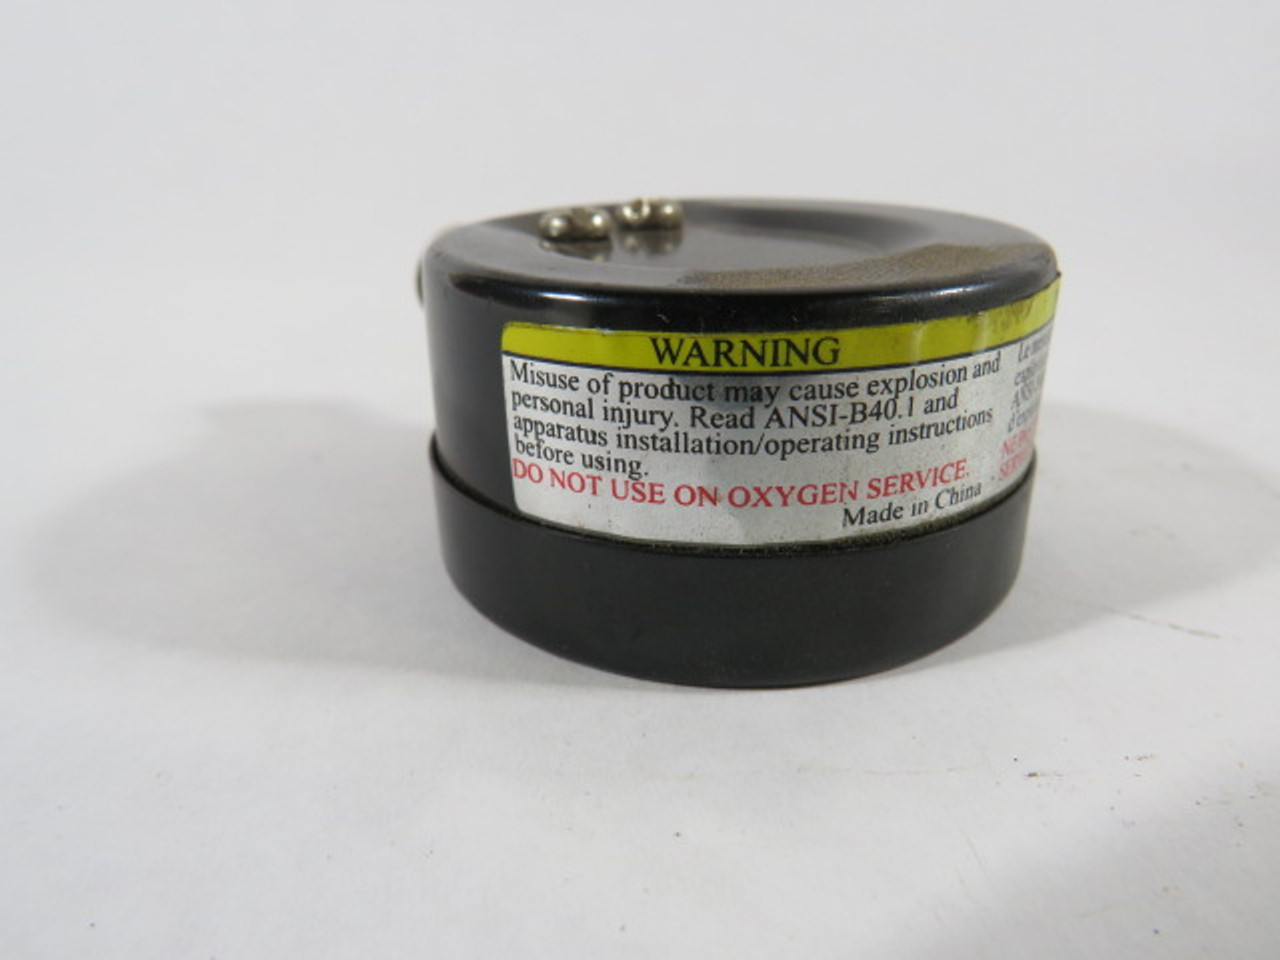 WARNING
Misuse of product may cause explosion and
personal injury. Read ANSI-B40.1 and
apparatus installation/operating instructions
before using.
DO NOT USE ON OXYGEN SERVICE.
Made in China
Le